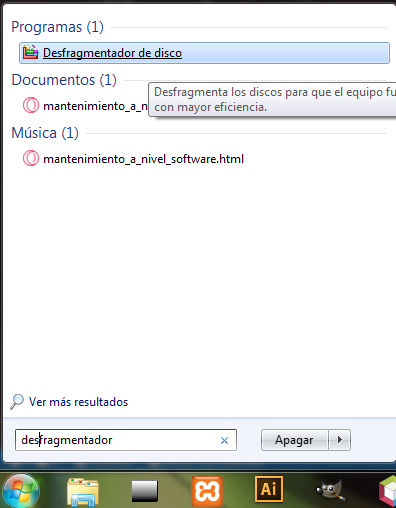 Programas (1)
Desfragmentador de disco
Documentos (1)
mantenimiento_a_n
Desfragmenta los discos para que el equipo fu
con mayor eficiencia.
Música (1)
mantenimiento_a_nivel_software.html
Ver más resultados
desfragmentador
Apagar
Ai